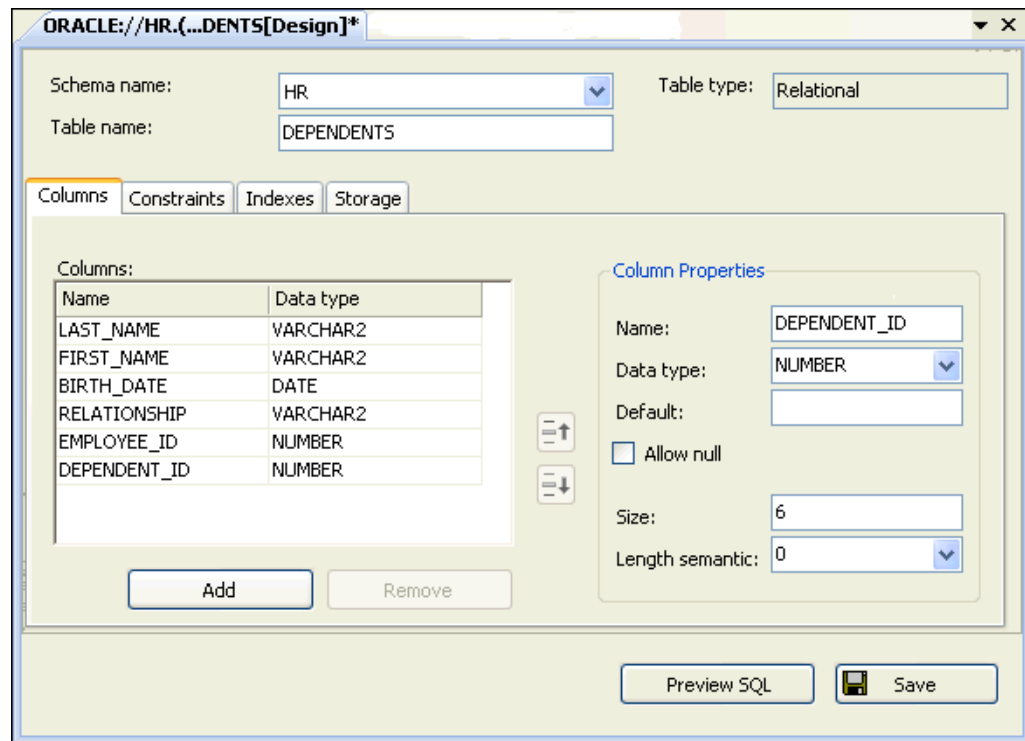 ORACLE://HR.(...DENTS[Design]*
Schema name: HR Table type: Relational
Table name: DEPENDENTS
Columns Constraints Indexes Storage
Columns: Column Properties
Name Data type
LAST_NAME VARCHAR2 Name: DEPENDENT_ID
FIRST_NAME VARCHAR2
BIRTH_DATE DATE Data type: NUMBER
RELATIONSHIP VARCHAR2 Default:
EMPLOYEE_ID NUMBER Allow null
DEPENDENT_ID NUMBER
Size: 6
Length semantic: 0
Add Remove
Preview SQL Save